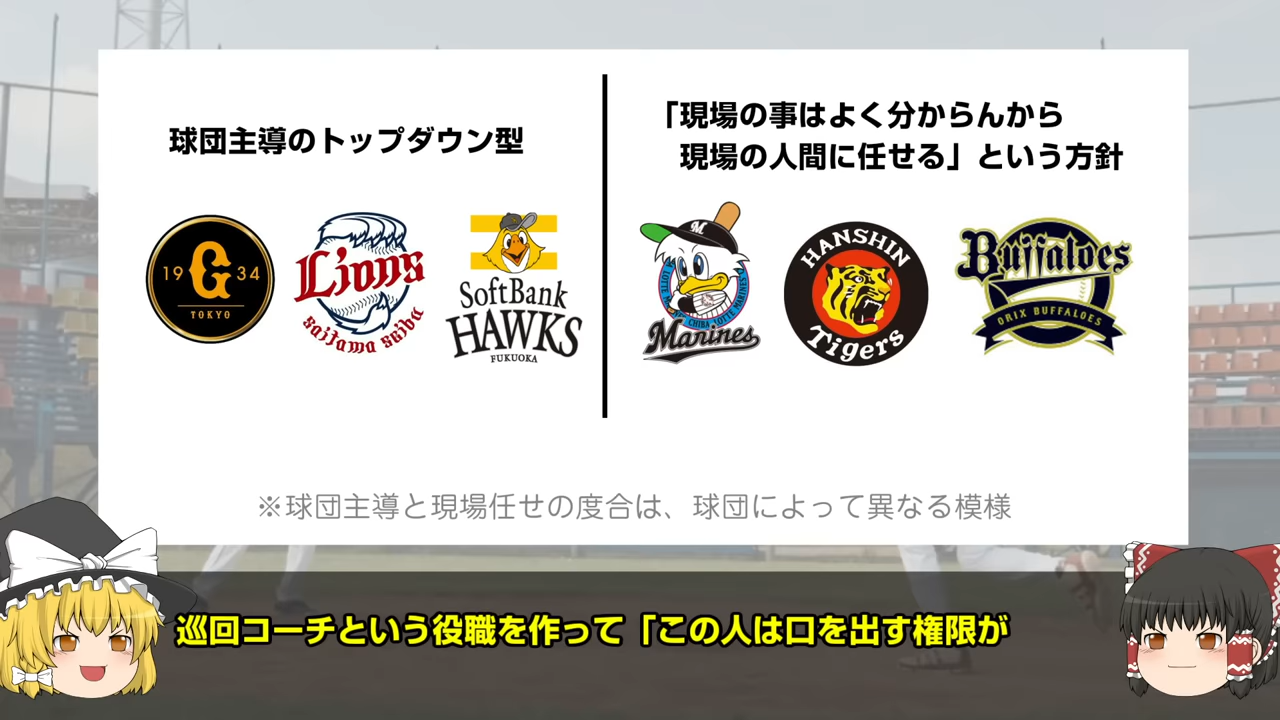 球団主導のトップダウン型
「現場の事はよく分からんから
現場の人間に任せる」という方針
19 G 34
TOKYO
Lions
saitama seibu
SoftBank
HAWKS
FUKUOKA
M
CHIBA LOTTE MARINES
Marines
HANSHIN
Tigers
Buffaloes
ORIX BUFFALOES
※球団主導と現場任せの度合は、球団によって異なる模様
巡回コーチという役職を作って「この人は口を出す権限が